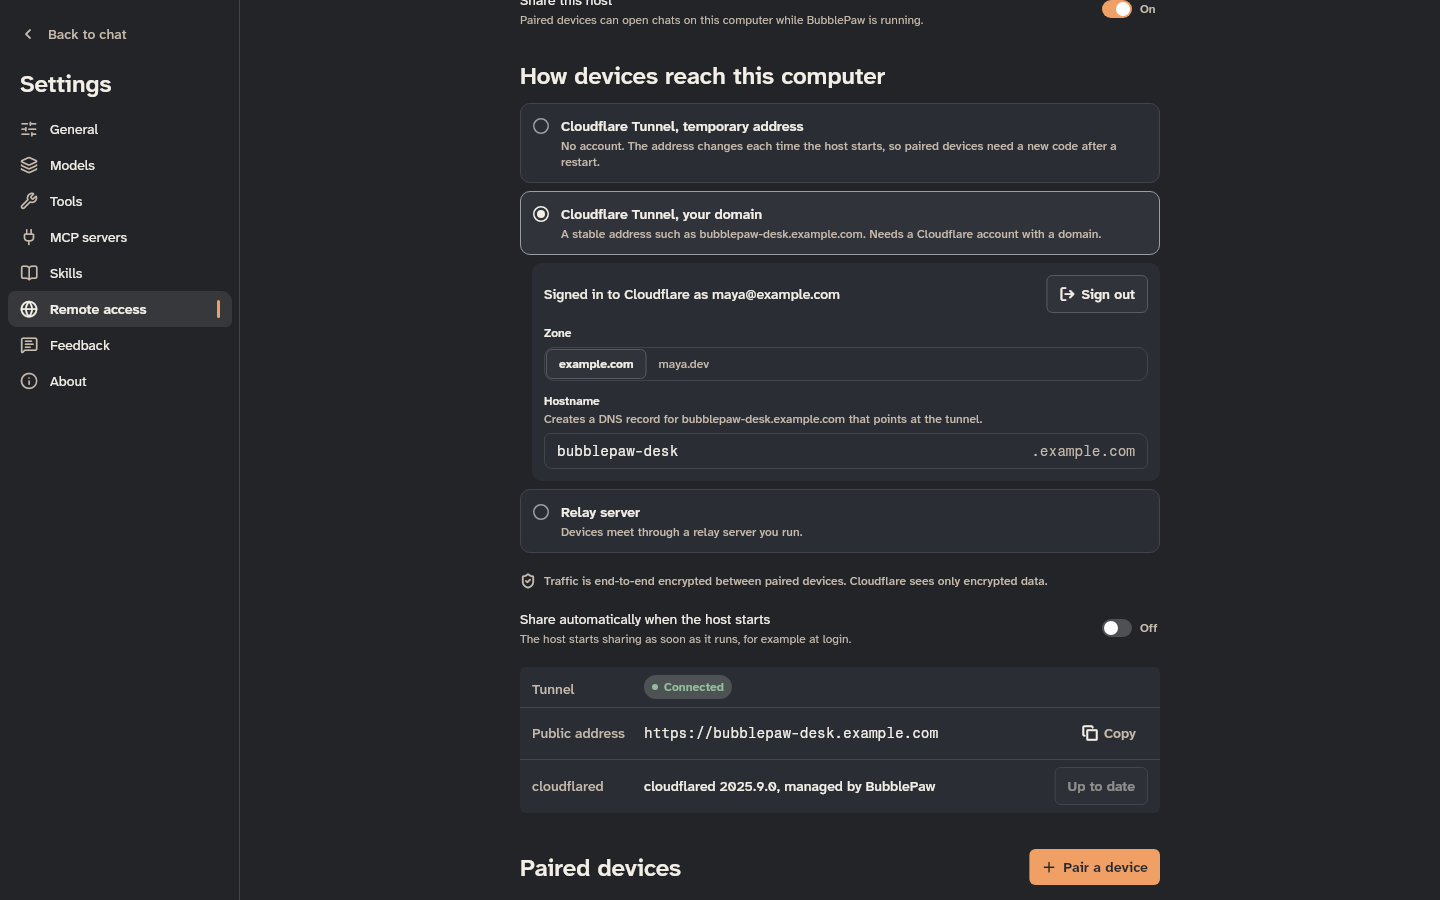 Back to chat
Settings
General
Models
Tools
MCP servers
Skills
Remote access
Feedback
About
Share this host
Paired devices can open chats on this computer while BubblePaw is running.
On
How devices reach this computer
Cloudflare Tunnel, temporary address
No account. The address changes each time the host starts, so paired devices need a new code after a
restart.
Cloudflare Tunnel, your domain
A stable address such as bubblepaw-desk.example.com. Needs a Cloudflare account with a domain.
Signed in to Cloudflare as maya@example.com
Sign out
Zone
example.com maya.dev
Hostname
Creates a DNS record for bubblepaw-desk.example.com that points at the tunnel.
bubblepaw-desk .example.com
Relay server
Devices meet through a relay server you run.
Traffic is end-to-end encrypted between paired devices. Cloudflare sees only encrypted data.
Share automatically when the host starts
The host starts sharing as soon as it runs, for example at login.
Off
Tunnel Connected
Public address https://bubblepaw-desk.example.com Copy
cloudflared cloudflared 2025.9.0, managed by BubblePaw Up to date
Paired devices
Pair a device